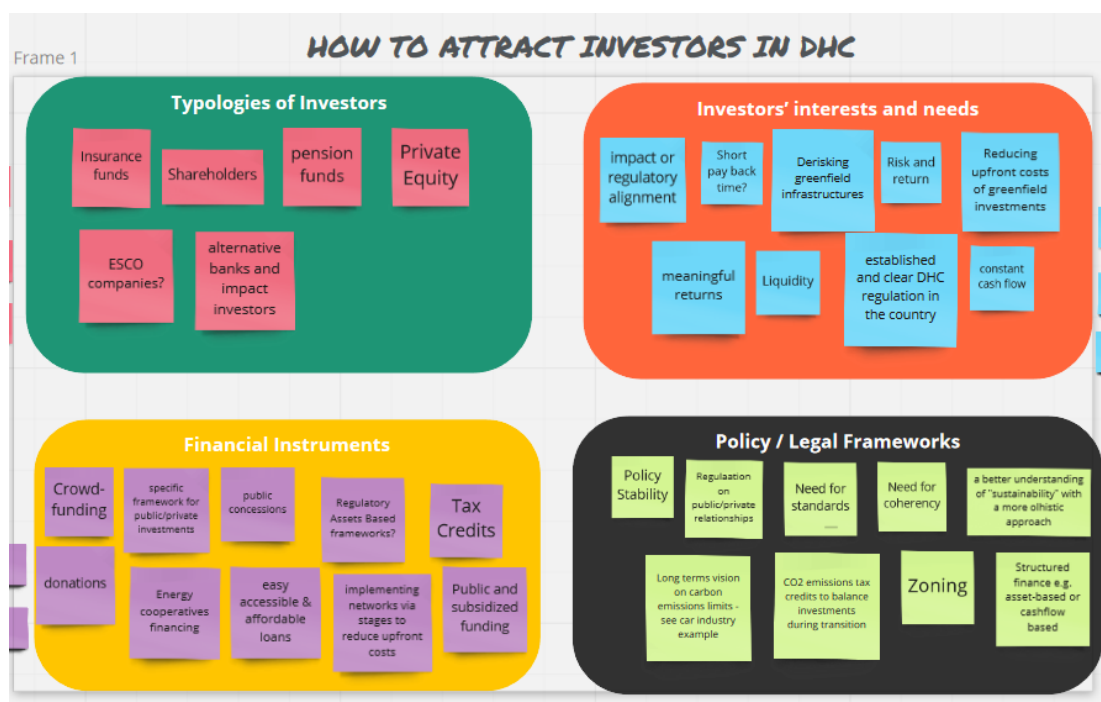 HOW TO ATTRACT INVESTORS IN DHC
Frame 1
Typologies of Investors
Insurance
funds
Shareholders
pension
funds
Private
Equity
ESCO
companies?
alternative
banks and
impact
investors
Investors' interests and needs
impact or
regulatory
alignment
Short
pay back
time?
Derisking
greenfield
infrastructures
Risk and
return
Reducing
upfront costs
of greenfield
investments
meaningful
returns
Liquidity
established
and clear DHC
regulation in
the country
constant
cash flow
Financial Instruments
Crowd-
funding
specific
framework for
public/private
investments
public
concessions
Regulatory
Assets Based
frameworks?
Tax
Credits
donations
Energy
cooperatives
financing
easy
accessible &
affordable
loans
implementing
networks via
stages to
reduce upfront
costs
Public and
subsidized
funding
Policy / Legal Frameworks
Policy
Stability
Regulaation
on
public/private
relationships
Need for
standards
Need for
coherency
a better understanding
of "sustainability" with
a more olhistic
approach
Long terms vision
on carbon
emissions limits -
see car industry
example
CO2 emissions tax
credits to balance
investments
during transition
Zoning
Structured
finance e.g.
asset-based or
cashflow
based